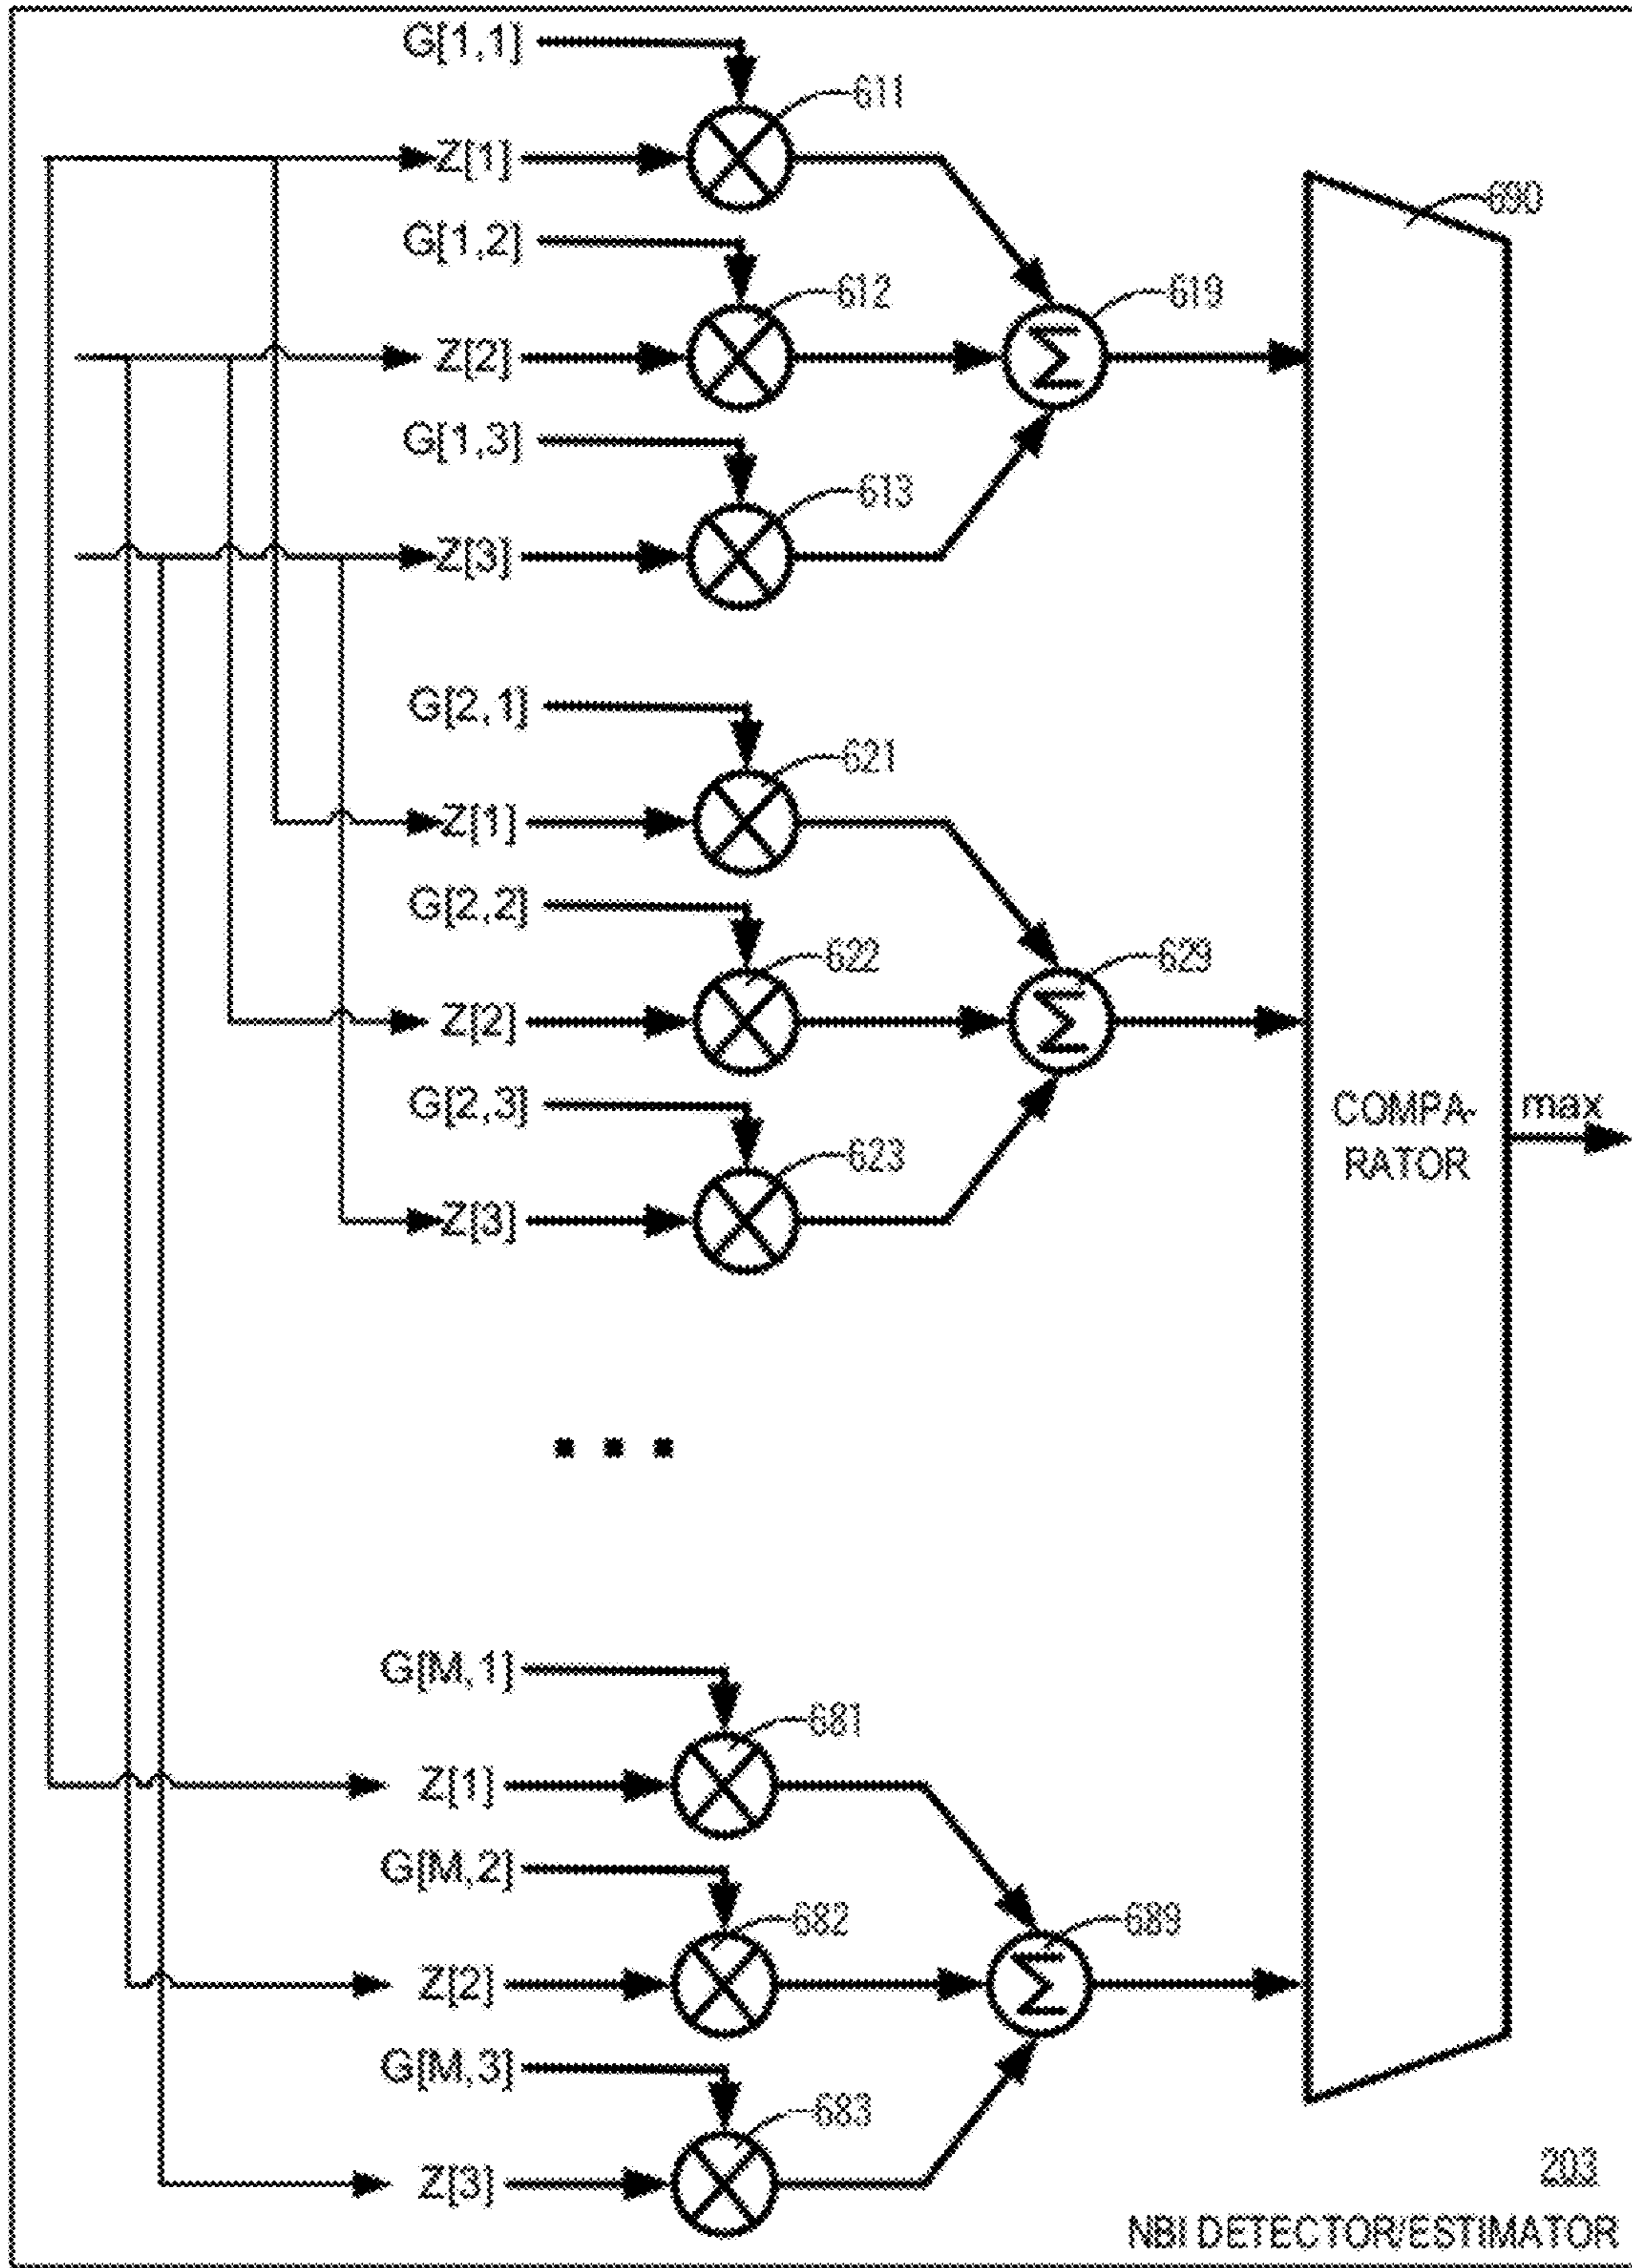 G[1,1]
611
Z[1]
690
G[1,2]
612
619
Z[2]
G[1,3]
613
Z[3]
G[2,1]
621
Z[1]
G[2,2]
622
629
Z[2]
G[2,3]
623
Z[3]
COMPA-
RATOR
max
G[M,1]
681
Z[1]
G[M,2]
682
689
Z[2]
G[M,3]
683
Z[3]
203
NBI DETECTOR/ESTIMATOR